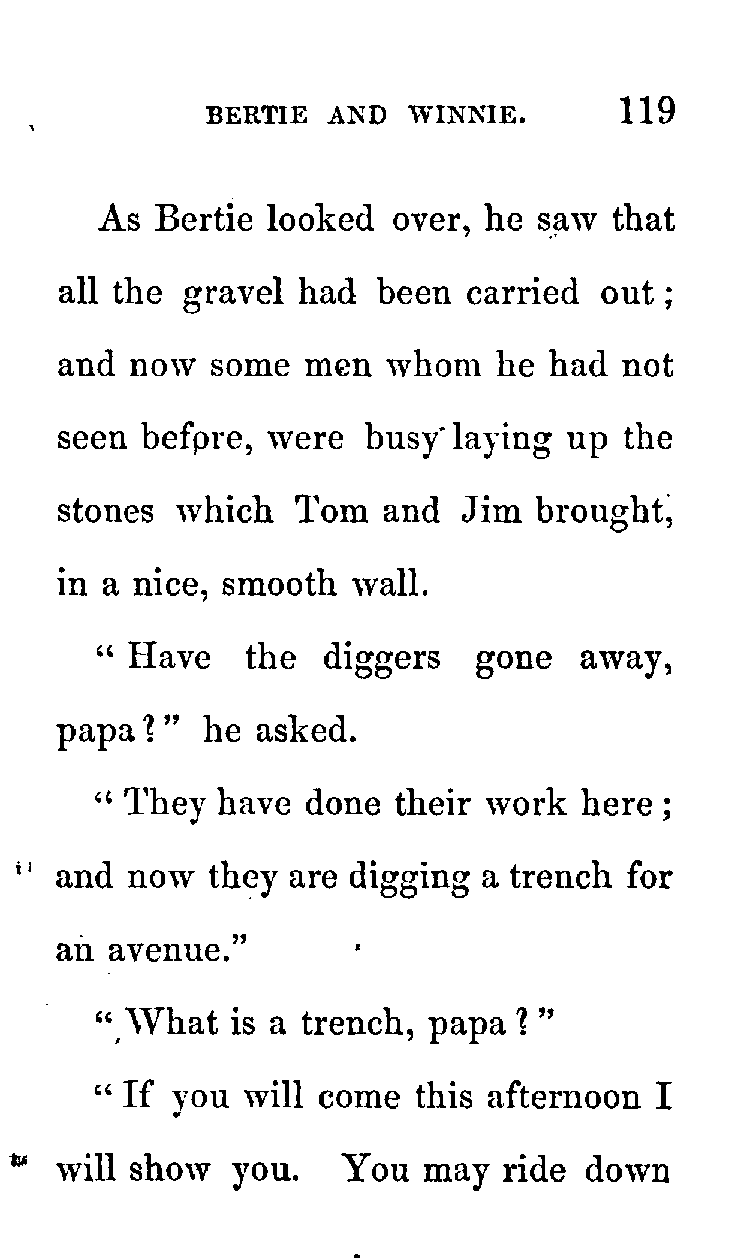 BERTIE AND WINNIE. 119
As Bertie looked over, he saw that
all the gravel had been carried out ;
and now some men whom he had not
seen before, were busy laying up the
stones which Tom and Jim brought,
in a nice, smooth wall.
“ Have the diggers gone away,
papa ? ” he asked.
“ They have done their work here ;
and now they are digging a trench for
an avenue.”
“ What is a trench, papa ? ”
“ If you will come this afternoon I
will show you. You may ride down